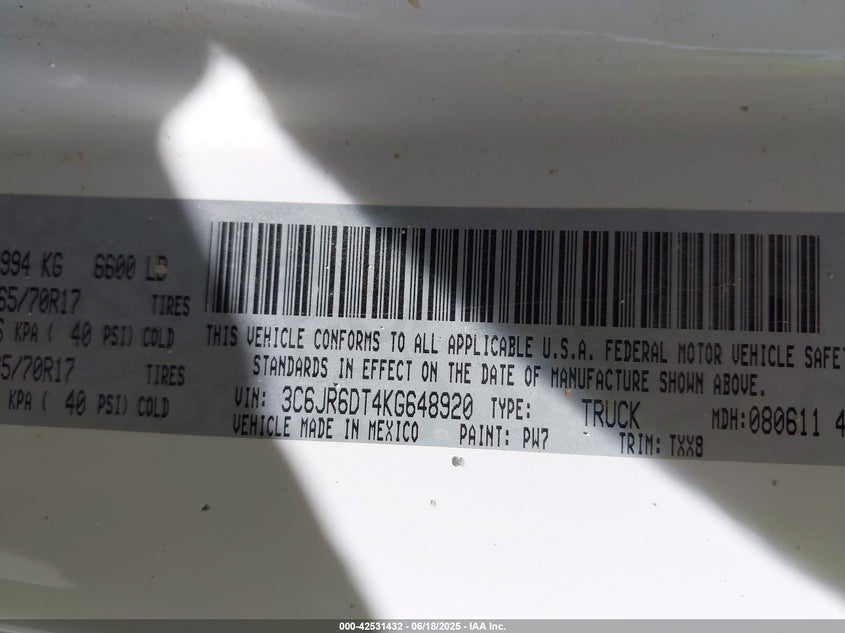 994 KG 6600 LB
65/70R17 TIRES
KPA ( 40 PSI) COLD
5/70R17 TIRES
KPA ( 40 PSI) COLD
THIS VEHICLE CONFORMS TO ALL APPLICABLE U.S.A. FEDERAL MOTOR VEHICLE SAFE
STANDARDS IN EFFECT ON THE DATE OF MANUFACTURE SHOWN ABOVE.
VIN: 3C6JR6DT4KG648920 TYPE: TRUCK MDH:080611 4
VEHICLE MADE IN MEXICO PAINT: PW7 TRIM: TXX8
000-42531432 - 06/18/2025 - IAA Inc.